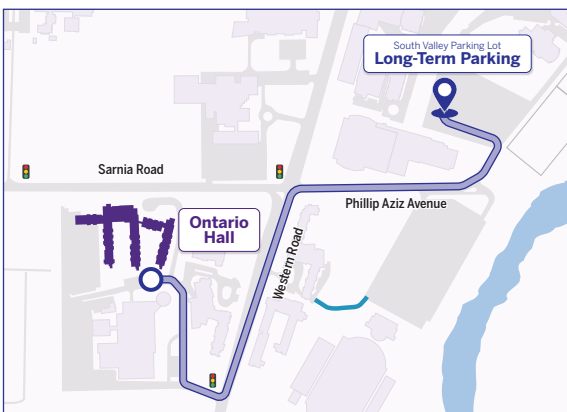 South Valley Parking Lot
Long-Term Parking
Sarnia Road
Phillip Aziz Avenue
Ontario
Hall
Western Road